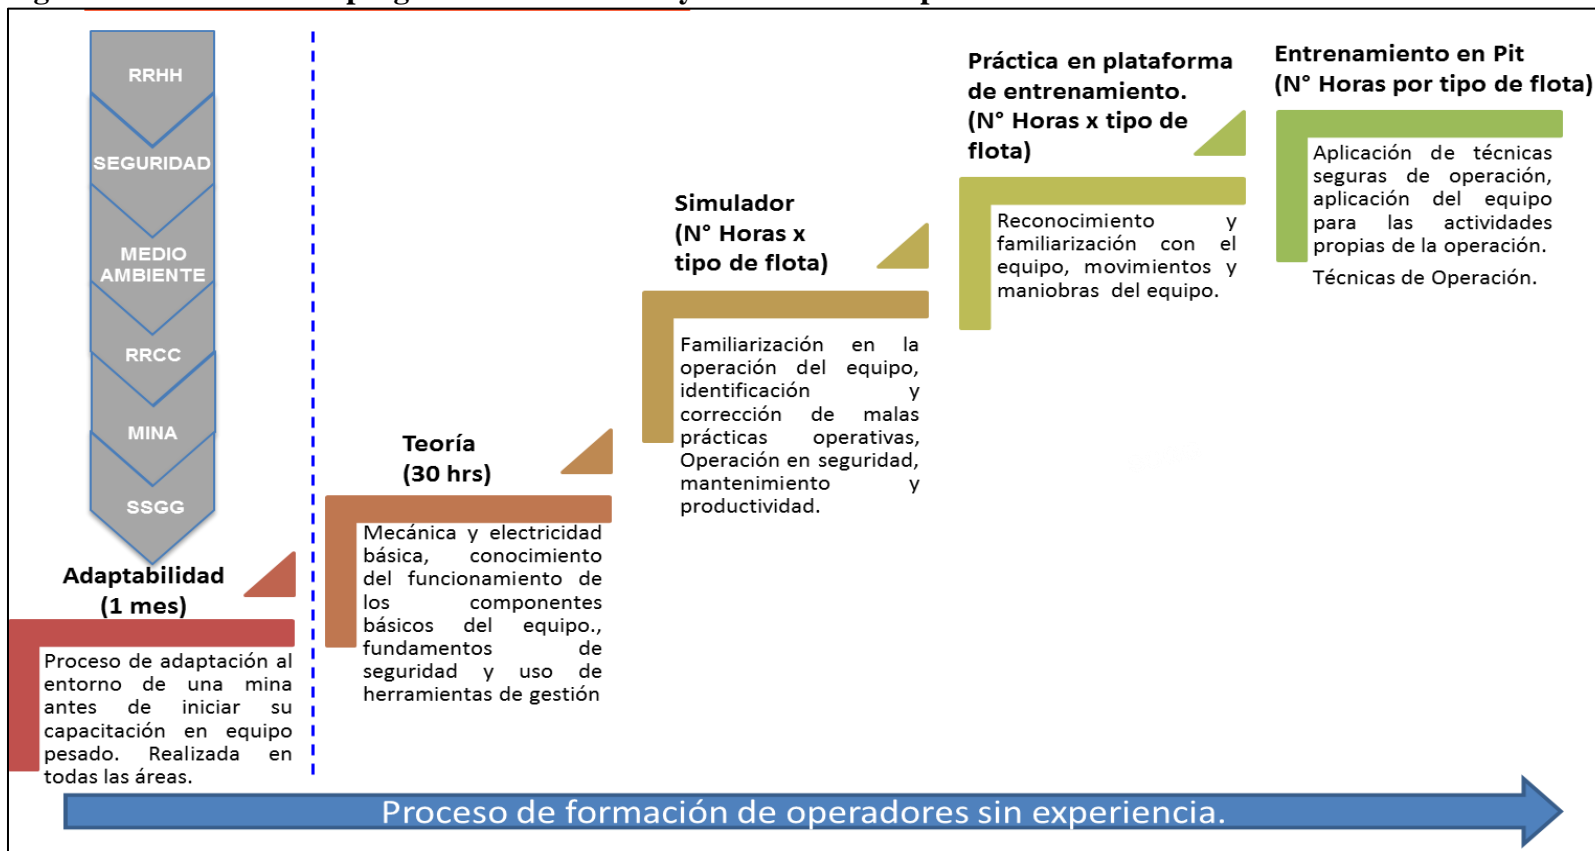 RRHH
SEGURIDAD
MEDIO
AMBIENTE
RRCC
MINA
SSGG
Adaptabilidad
(1 mes)
Proceso de adaptación al
entorno de una mina
antes de iniciar su
capacitación en equipo
pesado. Realizada en
todas las áreas.
Teoría
(30 hrs)
Mecánica y electricidad
básica, conocimiento
del funcionamiento de
los componentes
básicos del equipo.,
fundamentos de
seguridad y uso de
herramientas de gestión
Simulador
(N° Horas x
tipo de flota)
Familiarización en la
operación del equipo,
identificación y
corrección de malas
prácticas operativas,
Operación en seguridad,
mantenimiento y
productividad.
Práctica en plataforma
de entrenamiento.
(N° Horas x tipo de
flota)
Reconocimiento y
familiarización con el
equipo, movimientos y
maniobras del equipo.
Entrenamiento en Pit
(N° Horas por tipo de flota)
Aplicación de técnicas
seguras de operación,
aplicación del equipo
para las actividades
propias de la operación.
Técnicas de Operación.
Proceso de formación de operadores sin experiencia.